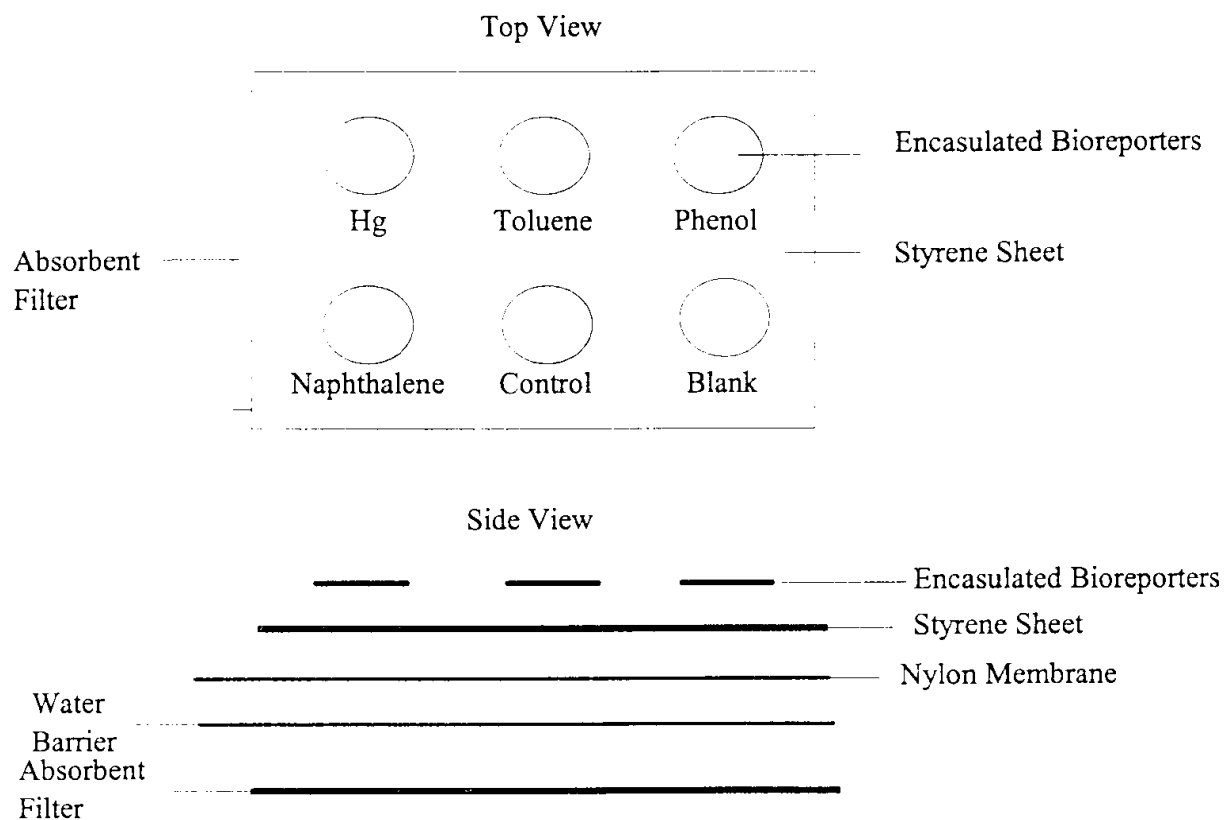 Top View
Encasulated Bioreporters
Hg Toluene Phenol
Absorbent
Filter
Styrene Sheet
Naphthalene Control Blank
Side View
Encasulated Bioreporters
Styrene Sheet
Nylon Membrane
Water
Barrier
Absorbent
Filter